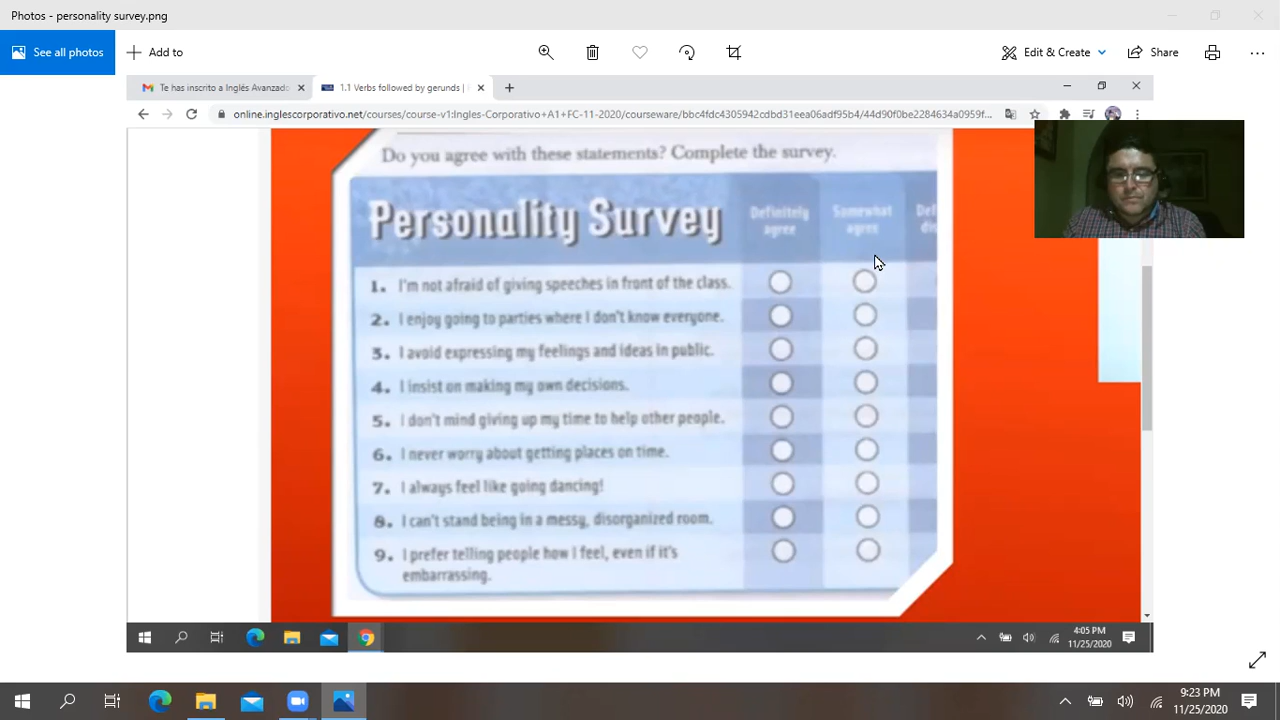 Photos - personality survey.png
See all photos
Add to
Edit & Create
Share
Te has inscrito a Inglés Avanzado
1.1 Verbs followed by gerunds |
online.inglescorporativo.net/courses/course-v1:Ingles-Corporativo+A1+FC-11-2020/courseware/bbc4fdc4305942cdbd31eea06adf95b4/44d90f0be2284634a0959f...
Do you agree with these statements? Complete the survey.
Personality Survey
Definitely agree
Somewhat agree
1. I'm not afraid of giving speeches in front of the class.
2. I enjoy going to parties where I don't know everyone.
3. I avoid expressing my feelings and ideas in public.
4. I insist on making my own decisions.
5. I don't mind giving up my time to help other people.
6. I never worry about getting places on time.
7. I always feel like going dancing!
8. I can't stand being in a messy, disorganized room.
9. I prefer telling people how I feel, even if it's
embarrassing.
4:05 PM
11/25/2020
9:23 PM
11/25/2020